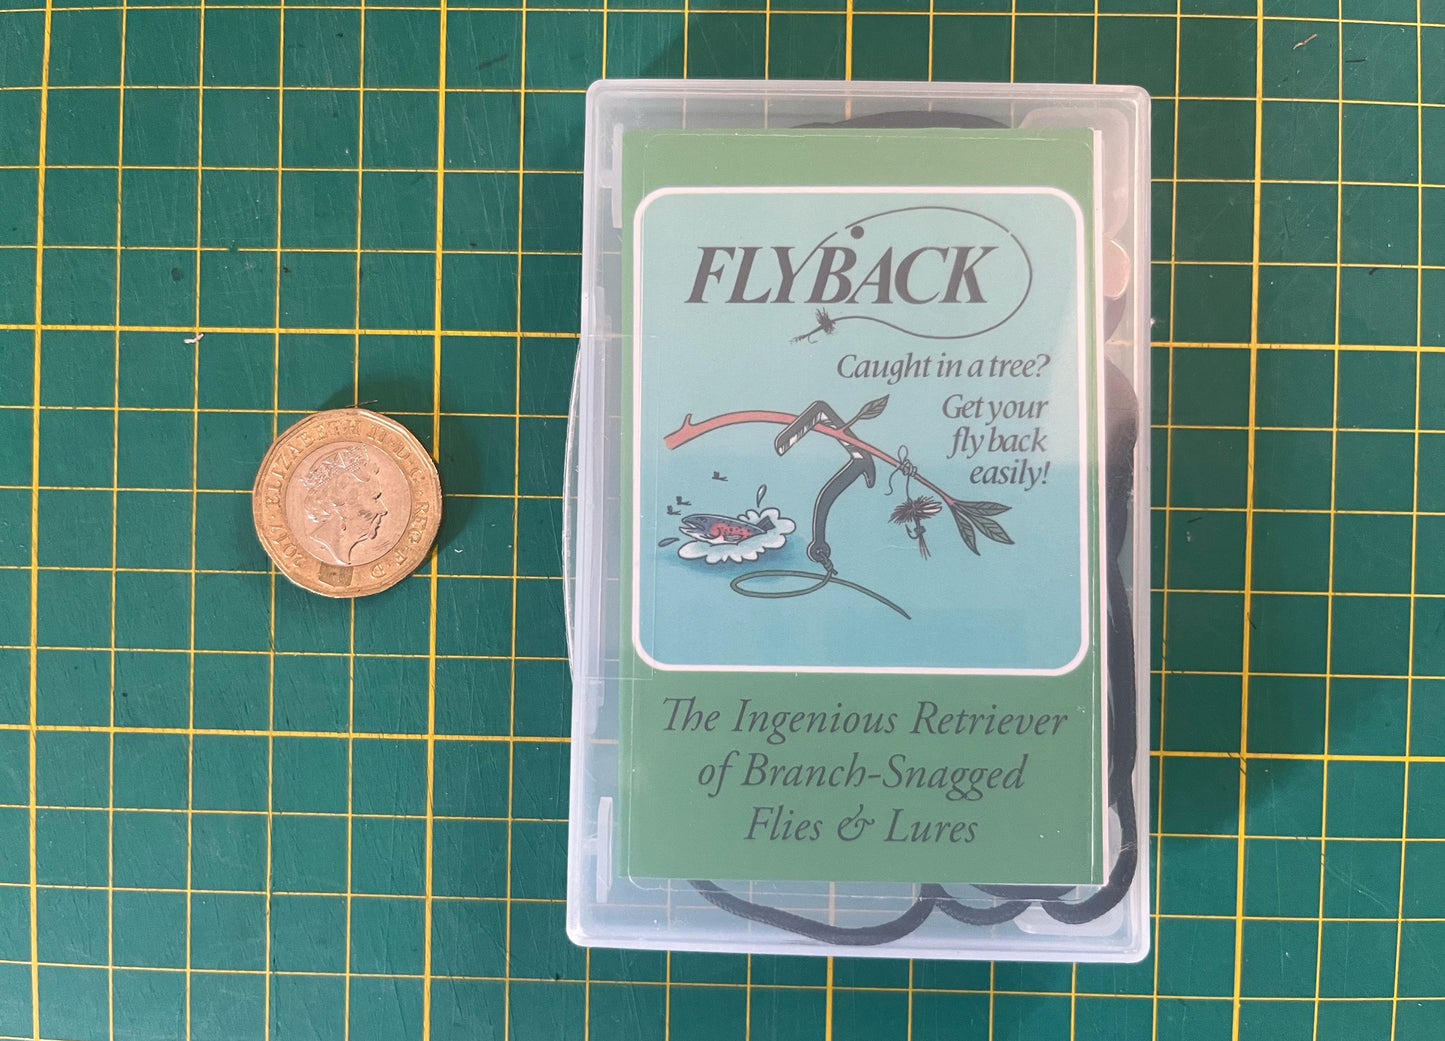 ELIZABETH II·D·G·REG·F·D·
2017
FLYBACK
Caught in a tree?
Get your
fly back
easily!
The Ingenious Retriever
of Branch-Snagged
Flies & Lures